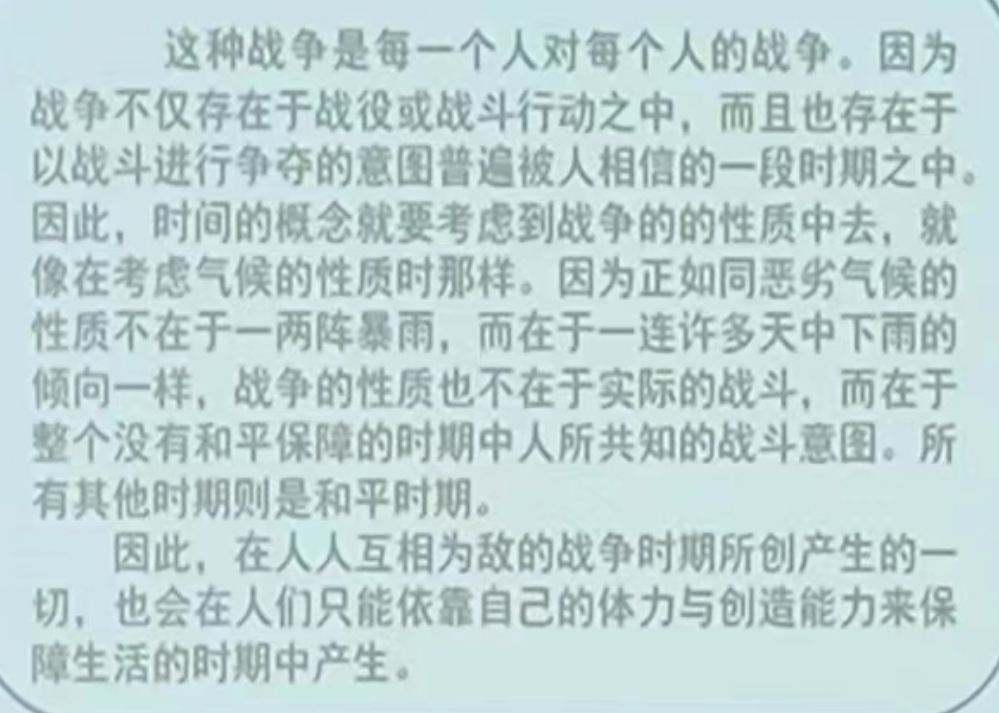 这种战争是每一个人对每个人的战争。因为
战争不仅存在于战役或战斗行动之中，而且也存在于
以战斗进行争夺的意图普遍被人相信的一段时期之中。
因此，时间的概念就要考虑到战争的的性质中去，就
像在考虑气候的性质时那样。因为正如同恶劣气候的
性质不在于一两阵暴雨，而在于一连许多天中下雨的
倾向一样，战争的性质也不在于实际的战斗，而在于
整个没有和平保障的时期中人所共知的战斗意图。所
有其他时期则是和平时期。
因此，在人人互相为敌的战争时期所创产生的一
切，也会在人们只能依靠自己的体力与创造能力来保
障生活的时期中产生。